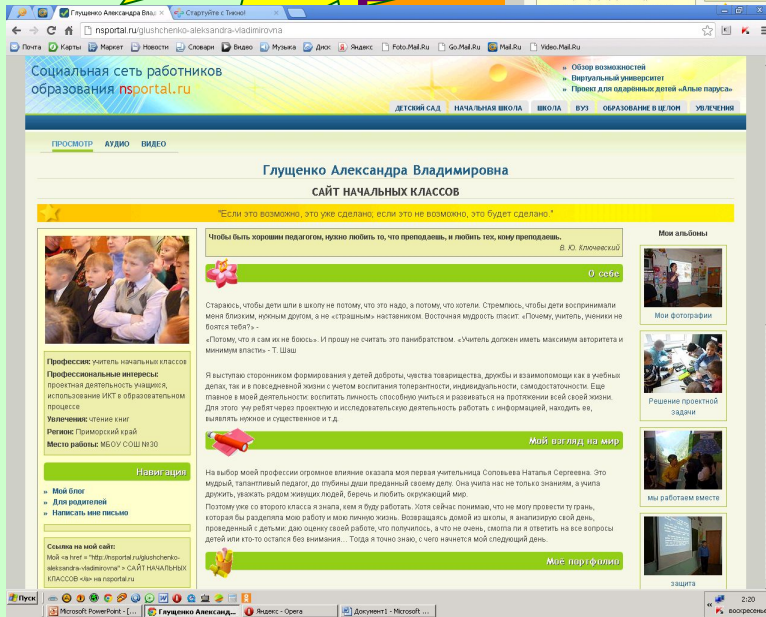 Глущенко Александра Влад
Стартуйте с Тикно!
nsportal.ru/glushchenko-aleksandra-vladimirovna
Почта Карты Маркет Новости Словари Видео Музыка Диск Яндекс Foto.Mail.Ru Go.Mail.Ru Mail.Ru Video.Mail.Ru
Социальная сеть работников
образования nsportal.ru
» Обзор возможностей
» Виртуальный университет
» Проект для одарённых детей «Алые паруса»
ДЕТСКИЙ САД НАЧАЛЬНАЯ ШКОЛА ШКОЛА ВУЗ ОБРАЗОВАНИЕ В ЦЕЛОМ УВЛЕЧЕНИЯ
ПРОСМОТР АУДИО ВИДЕО
Глущенко Александра Владимировна
САЙТ НАЧАЛЬНЫХ КЛАССОВ
"Если это возможно, это уже сделано; если это не возможно, это будет сделано."
Профессия: учитель начальных классов
Профессиональные интересы:
проектная деятельность учащихся,
использование ИКТ в образовательном
процессе
Увлечения: чтение книг
Регион: Приморский край
Место работы: МБОУ СОШ №30
Навигация
» Мой блог
» Для родителей
» Написать мне письмо
Ссылка на мой сайт:
Мой <a href = "http://nsportal.ru/glushchenko-
aleksandra-vladimirovna" > САЙТ НАЧАЛЬНЫХ
КЛАССОВ </a> на nsportal.ru
Чтобы быть хорошим педагогом, нужно любить то, что преподаешь, и любить тех, кому преподаешь.
В. Ю. Ключевский
О себе
Стараюсь, чтобы дети шли в школу не потому, что это надо, а потому, что хотели. Стремлюсь, чтобы дети воспринимали
меня близким, нужным другом, а не «страшным» наставником. Восточная мудрость гласит: «Почему, учитель, ученики не
боятся тебя?» -
«Потому, что я сам их не боюсь». И прошу не считать это панибратством. «Учитель должен иметь максимум авторитета и
минимум власти» - Т. Шаш
Я выступаю сторонником формирования у детей доброты, чувства товарищества, дружбы и взаимопомощи как в учебных
делах, так и в повседневной жизни с учетом воспитания толерантности, индивидуальности, самодостаточности. Еще
главное в моей деятельности: воспитать личность способную учиться и развиваться на протяжении всей своей жизни.
Для этого учу ребят через проектную и исследовательскую деятельность работать с информацией, находить ее,
выявлять нужное и существенное и т.д.
Мой взгляд на мир
На выбор моей профессии огромное влияние оказала моя первая учительница Соловьева Наталья Сергеевна. Это
мудрый, талантливый педагог, до глубины души преданный своему делу. Она учила нас не только знаниям, а учила
дружить, уважать рядом живущих людей, беречь и любить окружающий мир.
Поэтому уже со второго класса я знала, кем я буду работать. Хотя сейчас понимаю, что не могу провести ту грань,
которая бы разделяла мою работу и мою личную жизнь. Возвращаясь домой из школы, я анализирую свой день,
проведенный с детьми: даю оценку своей работе, что получилось, а что не очень, смогла ли я ответить на все вопросы
детей или кто-то остался без внимания… Тогда я точно знаю, с чего начнется мой следующий день.
Моё портфолио
Мои альбомы
Мои фотографии
Решение проектной
задачи
мы работаем вместе
защита
Пуск
Microsoft PowerPoint - [... Глущенко Александ... Яндекс - Opera Документ1 - Microsoft ...
2:20
воскресенье